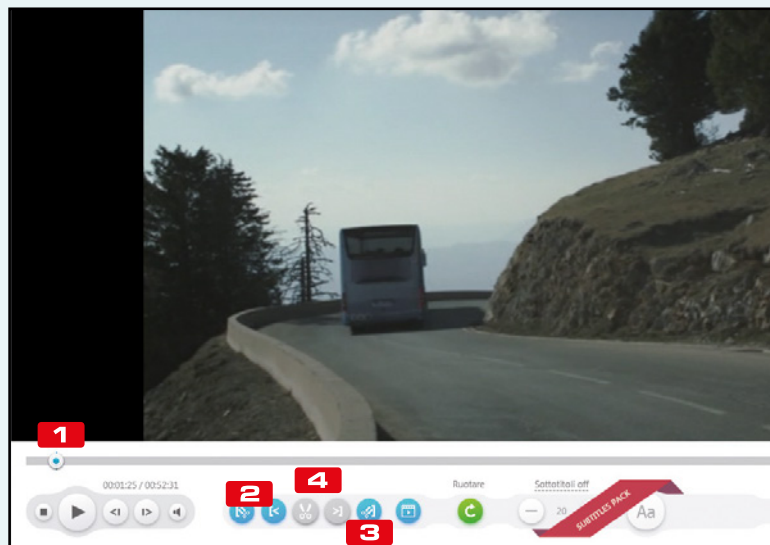 1
4
00:01:25 / 00:52:31
Ruotare
Sottotitoli off
2
20
SUBTITLES PACK
Aa
3